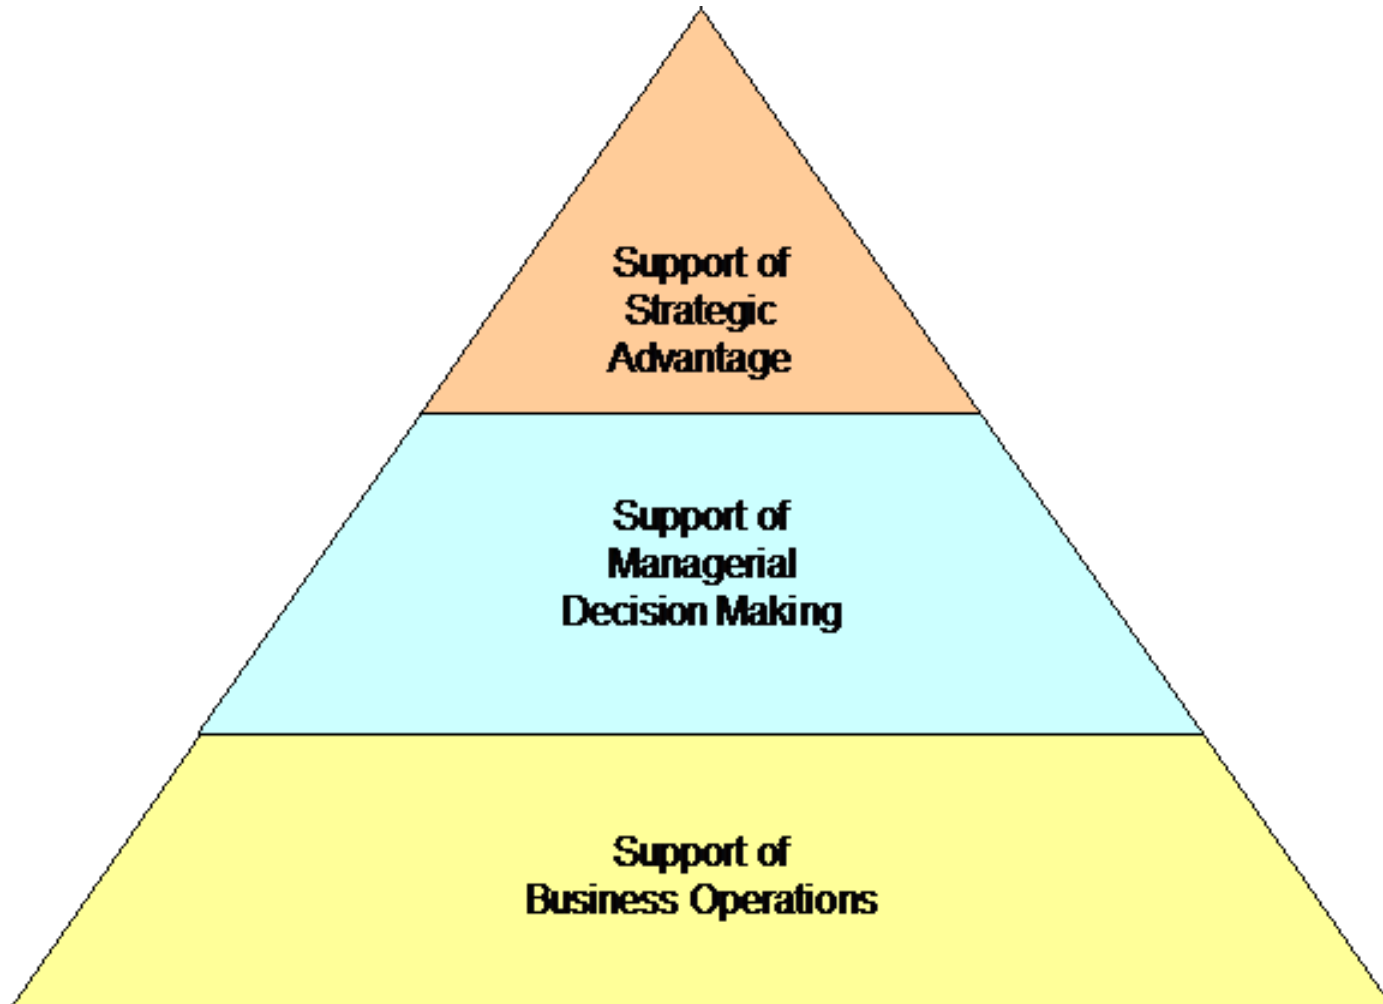 Support of
Strategic
Advantage
Support of
Managerial
Decision Making
Support of
Business Operations